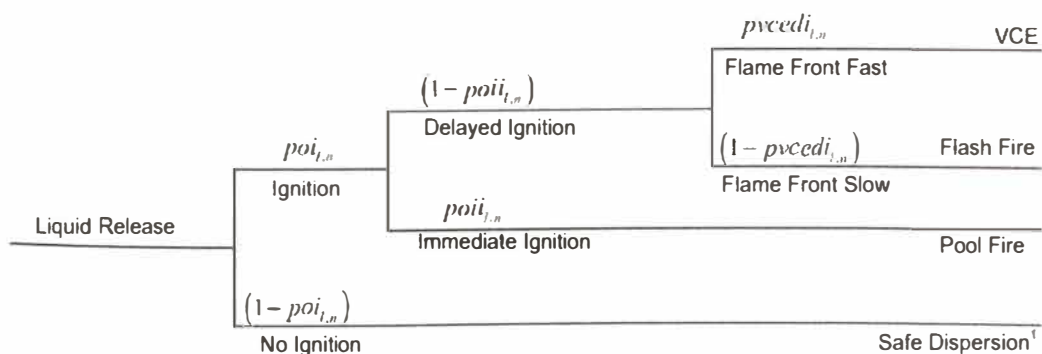 pvcedi_{l,n} VCE
Flame Front Fast
(1 − poii_{l,n})
Delayed Ignition
(1 − pvcedi_{l,n}) Flash Fire
poi_{l,n}
Ignition Flame Front Slow
poii_{l,n}
Liquid Release
Immediate Ignition Pool Fire
(1 − poi_{l,n})
No Ignition Safe Dispersion¹